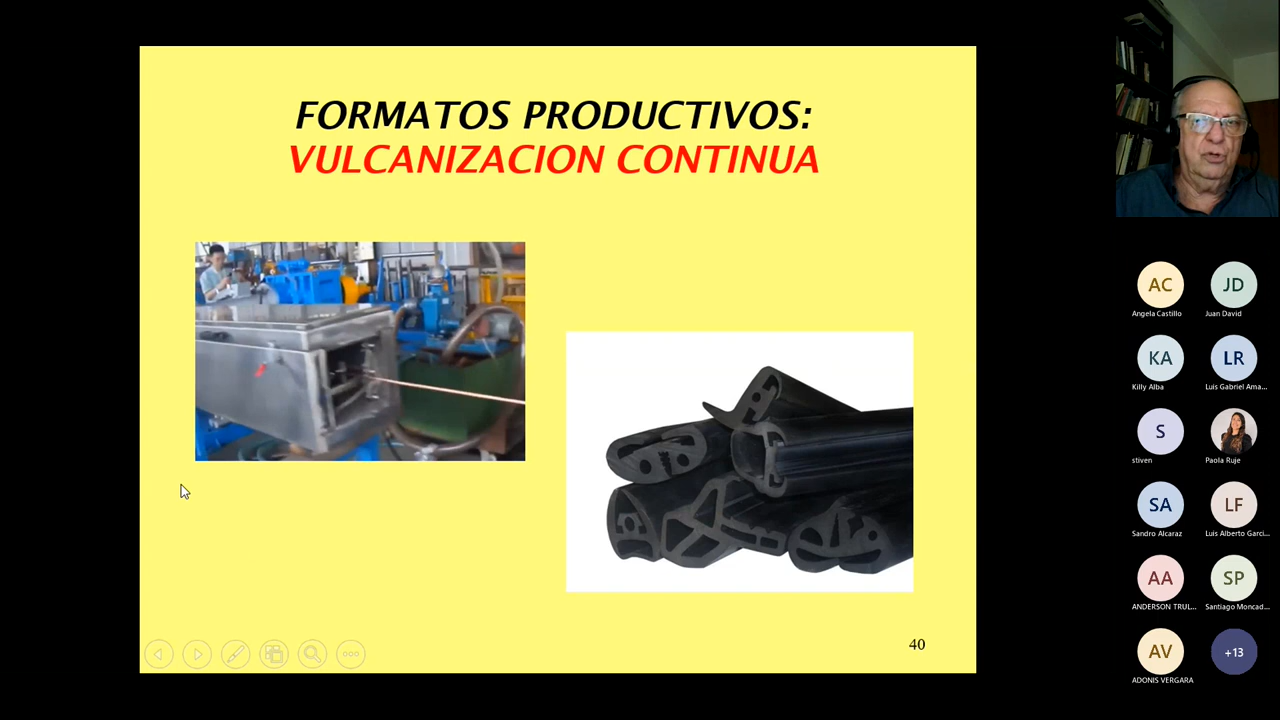 FORMATOS PRODUCTIVOS:
VULCANIZACION CONTINUA
40
AC
JD
Angela Castillo
Juan David
KA
LR
Killy Alba
Luis Gabriel Ama...
S
stiven
Paola Ruje
SA
LF
Sandro Alcaraz
Luis Alberto Garci...
AA
SP
ANDERSON TRUL...
Santiago Moncad...
AV
+13
ADONIS VERGARA